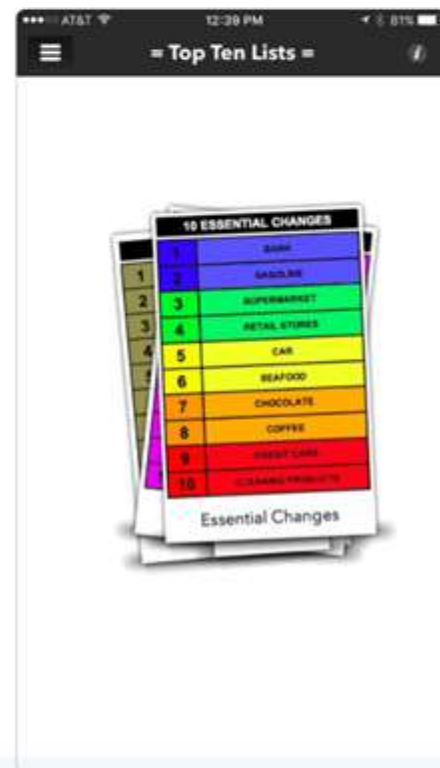 AT&T 12:39 PM 81%
= Top Ten Lists =
10 ESSENTIAL CHANGES
1 BANK
2 GASOLINE
3 SUPERMARKET
4 RETAIL STORES
5 CAR
6 SEAFOOD
7 CHOCOLATE
8 COFFEE
9 CREDIT CARD
10 CLEANING PRODUCTS
Essential Changes
1
2
3
4